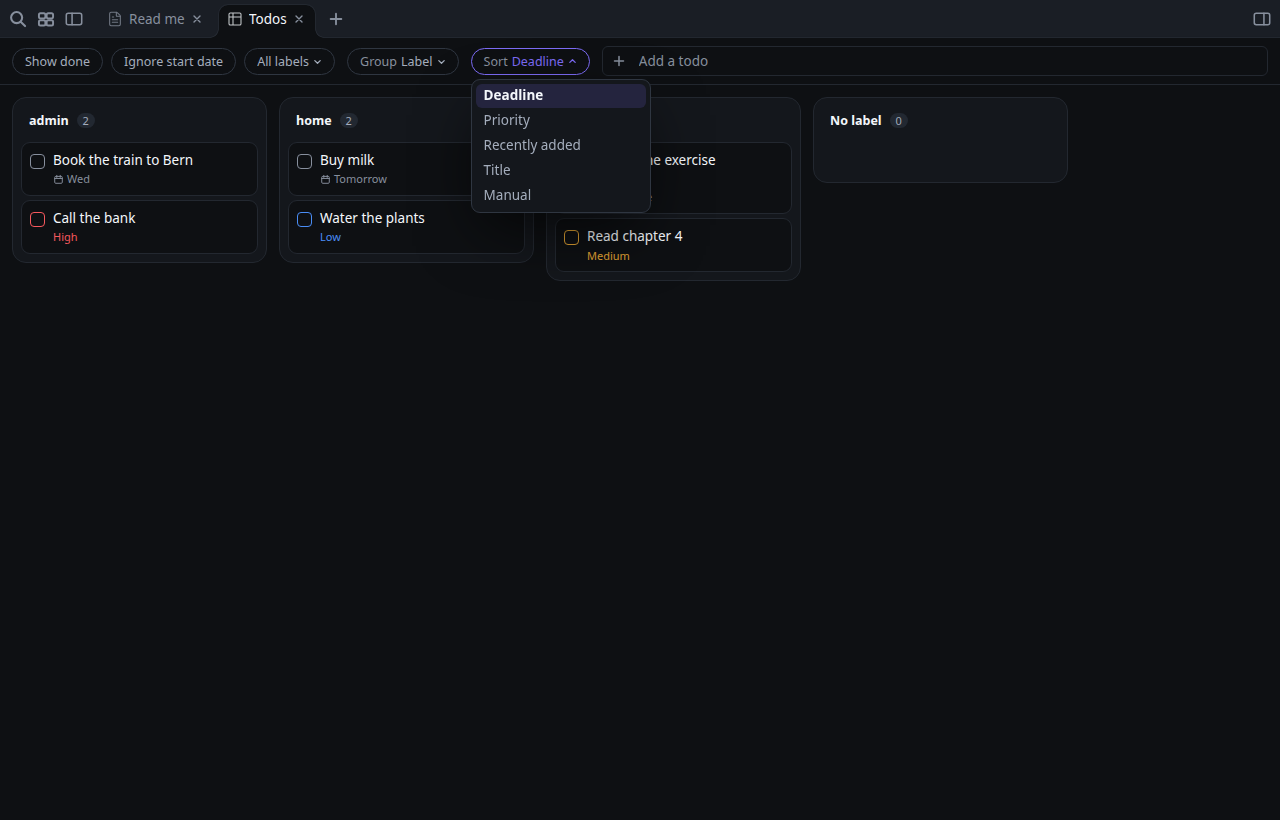 Read me
Todos
Show done
Ignore start date
All labels
Group Label
Sort Deadline
Add a todo
Deadline
Priority
Recently added
Title
Manual
admin 2
Book the train to Bern
Wed
Call the bank
High
home 2
Buy milk
Tomorrow
Water the plants
Low
exercise
Read chapter 4
Medium
No label 0